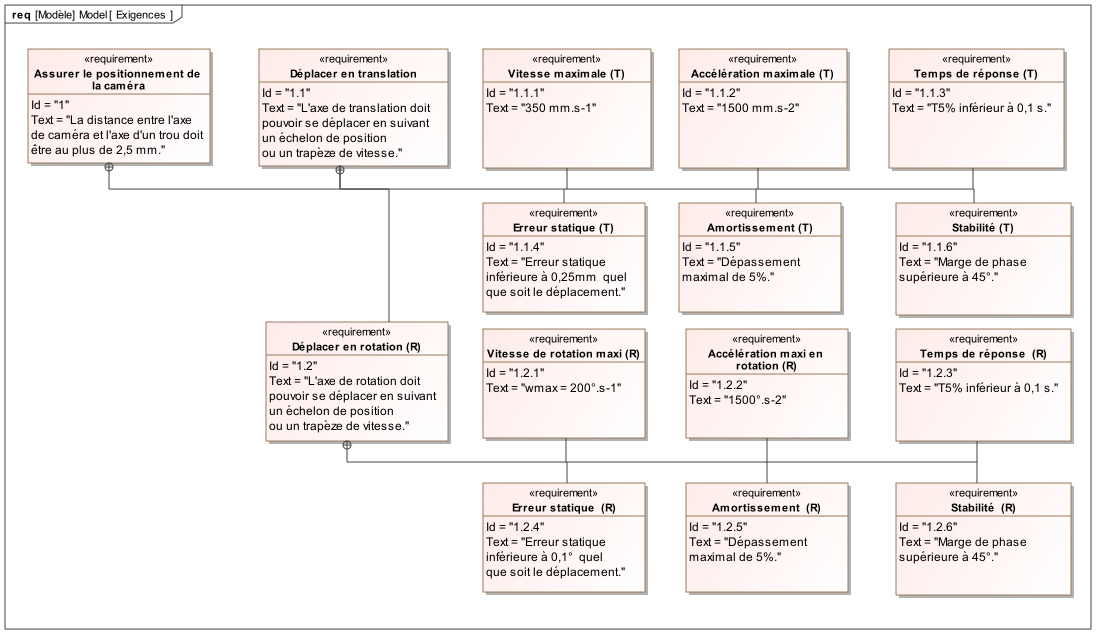 req [Modèle] Model[ Exigences ]
«requirement»
Assurer le positionnement de
la caméra
Id = "1"
Text = "La distance entre l'axe
de caméra et l'axe d'un trou doit
être au plus de 2,5 mm."
«requirement»
Déplacer en translation
Id = "1.1"
Text = "L'axe de translation doit
pouvoir se déplacer en suivant
un échelon de position
ou un trapèze de vitesse."
«requirement»
Vitesse maximale (T)
Id = "1.1.1"
Text = "350 mm.s-1"
«requirement»
Accélération maximale (T)
Id = "1.1.2"
Text = "1500 mm.s-2"
«requirement»
Temps de réponse (T)
Id = "1.1.3"
Text = "T5% inférieur à 0,1 s."
«requirement»
Erreur statique (T)
Id = "1.1.4"
Text = "Erreur statique
inférieure à 0,25mm quel
que soit le déplacement."
«requirement»
Amortissement (T)
Id = "1.1.5"
Text = "Dépassement
maximal de 5%."
«requirement»
Stabilité (T)
Id = "1.1.6"
Text = "Marge de phase
supérieure à 45°."
«requirement»
Déplacer en rotation (R)
Id = "1.2"
Text = "L'axe de rotation doit
pouvoir se déplacer en suivant
un échelon de position
ou un trapèze de vitesse."
«requirement»
Vitesse de rotation maxi (R)
Id = "1.2.1"
Text = "wmax = 200°.s-1"
«requirement»
Accélération maxi en
rotation (R)
Id = "1.2.2"
Text = "1500°.s-2"
«requirement»
Temps de réponse (R)
Id = "1.2.3"
Text = "T5% inférieur à 0,1 s."
«requirement»
Erreur statique (R)
Id = "1.2.4"
Text = "Erreur statique
inférieure à 0,1° quel
que soit le déplacement."
«requirement»
Amortissement (R)
Id = "1.2.5"
Text = "Dépassement
maximal de 5%."
«requirement»
Stabilité (R)
Id = "1.2.6"
Text = "Marge de phase
supérieure à 45°."